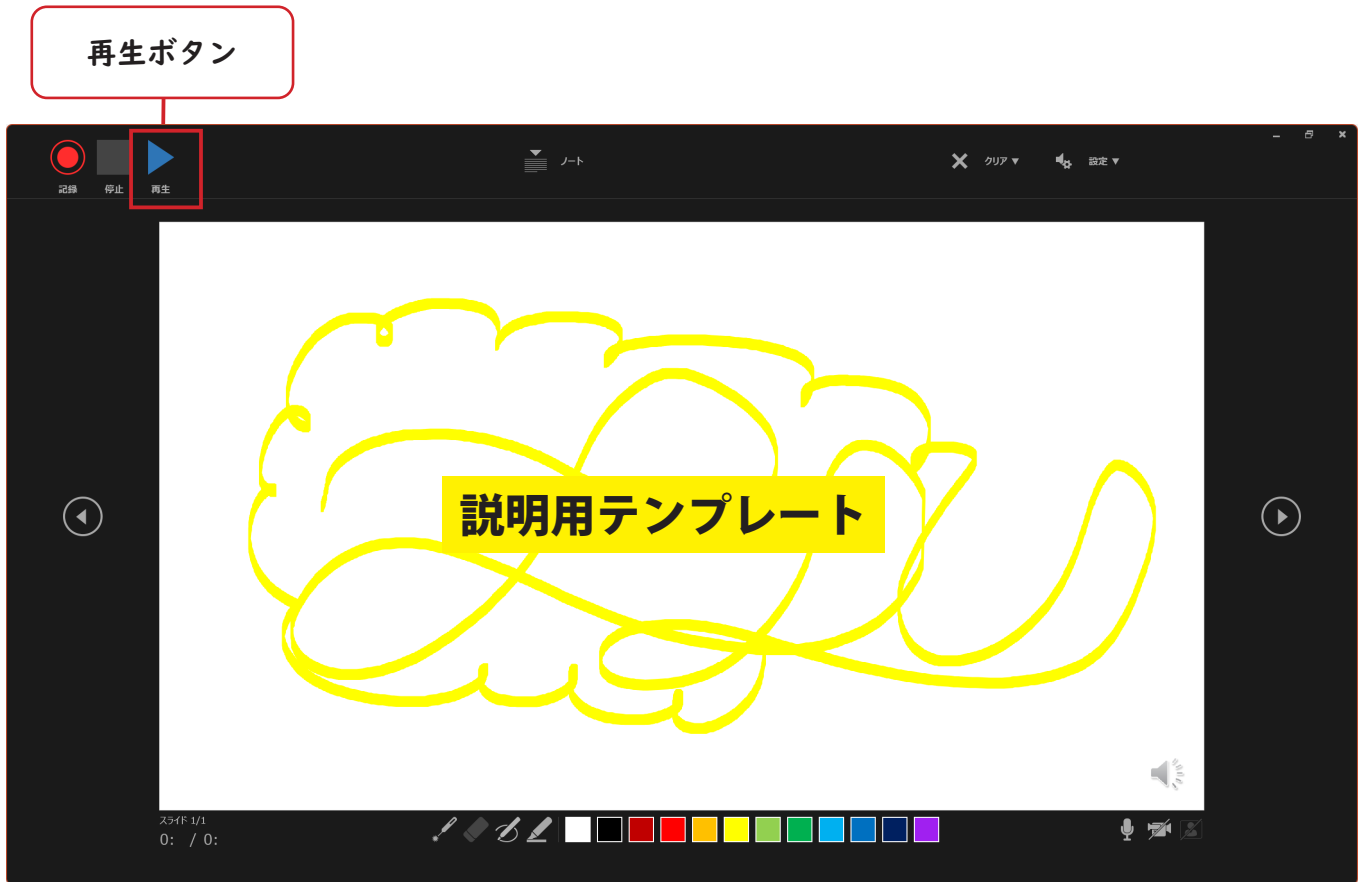 再生ボタン
記録 停止 再生
ノート
クリア ▼
設定 ▼
説明用テンプレート
スライド 1/1
0: / 0: